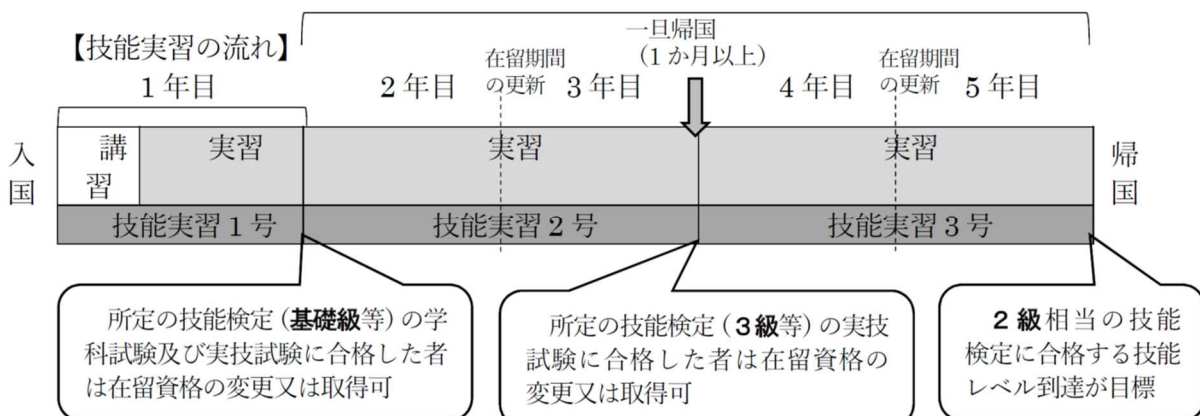 【技能実習の流れ】
一旦帰国
(1か月以上)
1年目
2年目
在留期間
の更新
3年目
4年目
在留期間
の更新
5年目
入国
講習
実習
実習
実習
帰国
技能実習1号
技能実習2号
技能実習3号
所定の技能検定(基礎級等)の学
科試験及び実技試験に合格した者
は在留資格の変更又は取得可
所定の技能検定(3級等)の実技
試験に合格した者は在留資格の
変更又は取得可
2級相当の技能
検定に合格する技能
レベル到達が目標